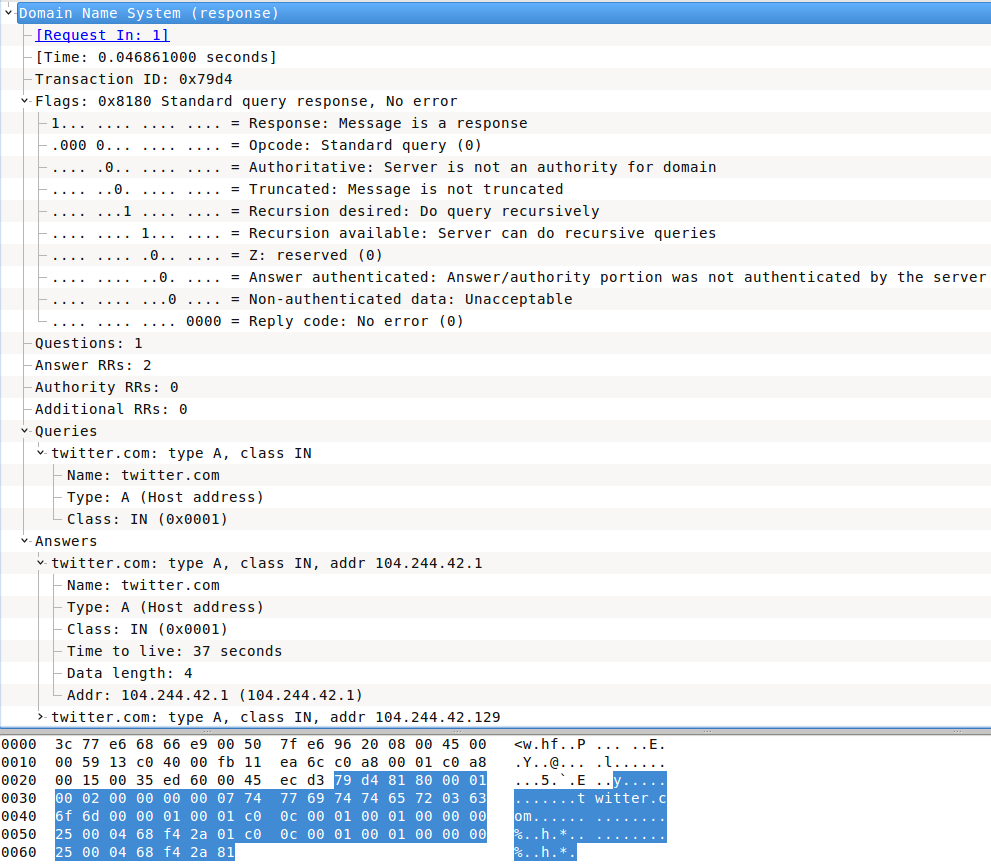 Domain Name System (response)
[Request In: 1]
[Time: 0.046861000 seconds]
Transaction ID: 0x79d4
Flags: 0x8180 Standard query response, No error
1... .... .... .... = Response: Message is a response
.000 0... .... .... = Opcode: Standard query (0)
.... .0.. .... .... = Authoritative: Server is not an authority for domain
.... ..0. .... .... = Truncated: Message is not truncated
.... ...1 .... .... = Recursion desired: Do query recursively
.... .... 1... .... = Recursion available: Server can do recursive queries
.... .... .0.. .... = Z: reserved (0)
.... .... ..0. .... = Answer authenticated: Answer/authority portion was not authenticated by the server
.... .... ...0 .... = Non-authenticated data: Unacceptable
.... .... .... 0000 = Reply code: No error (0)
Questions: 1
Answer RRs: 2
Authority RRs: 0
Additional RRs: 0
Queries
twitter.com: type A, class IN
Name: twitter.com
Type: A (Host address)
Class: IN (0x0001)
Answers
twitter.com: type A, class IN, addr 104.244.42.1
Name: twitter.com
Type: A (Host address)
Class: IN (0x0001)
Time to live: 37 seconds
Data length: 4
Addr: 104.244.42.1 (104.244.42.1)
twitter.com: type A, class IN, addr 104.244.42.129
0000 3c 77 e6 68 66 e9 00 50 7f e6 96 20 08 00 45 00 <w.hf..P ... ..E.
0010 00 59 13 c0 40 00 fb 11 ea 6c c0 a8 00 01 c0 a8 .Y..@... .l......
0020 00 15 00 35 ed 60 00 45 ec d3 79 d4 81 80 00 01 ...5.`.E ..y.....
0030 00 02 00 00 00 00 07 74 77 69 74 74 65 72 03 63 .......t witter.c
0040 6f 6d 00 00 01 00 01 c0 0c 00 01 00 01 00 00 00 om...... ........
0050 25 00 04 68 f4 2a 01 c0 0c 00 01 00 01 00 00 00 %..h.*.. ........
0060 25 00 04 68 f4 2a 81 %..h.*.